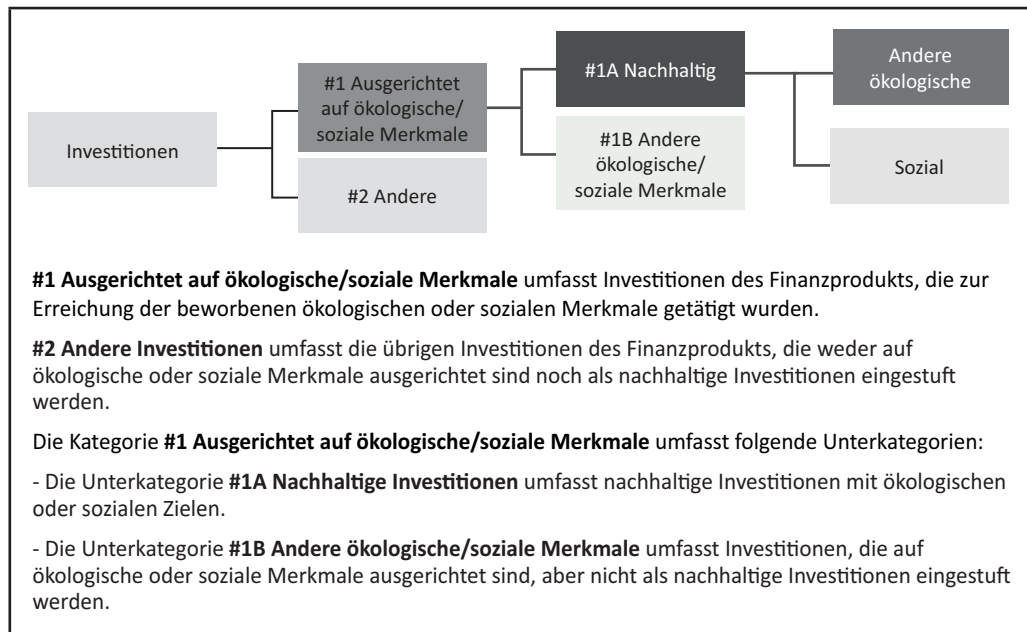 Investitionen
#1 Ausgerichtet
auf ökologische/
soziale Merkmale
#2 Andere
#1A Nachhaltig
#1B Andere
ökologische/
soziale Merkmale
Andere
ökologische
Sozial
#1 Ausgerichtet auf ökologische/soziale Merkmale umfasst Investitionen des Finanzprodukts, die zur
Erreichung der beworbenen ökologischen oder sozialen Merkmale getätigt wurden.
#2 Andere Investitionen umfasst die übrigen Investitionen des Finanzprodukts, die weder auf
ökologische oder soziale Merkmale ausgerichtet sind noch als nachhaltige Investitionen eingestuft
werden.
Die Kategorie #1 Ausgerichtet auf ökologische/soziale Merkmale umfasst folgende Unterkategorien:
- Die Unterkategorie #1A Nachhaltige Investitionen umfasst nachhaltige Investitionen mit ökologischen
oder sozialen Zielen.
- Die Unterkategorie #1B Andere ökologische/soziale Merkmale umfasst Investitionen, die auf
ökologische oder soziale Merkmale ausgerichtet sind, aber nicht als nachhaltige Investitionen eingestuft
werden.